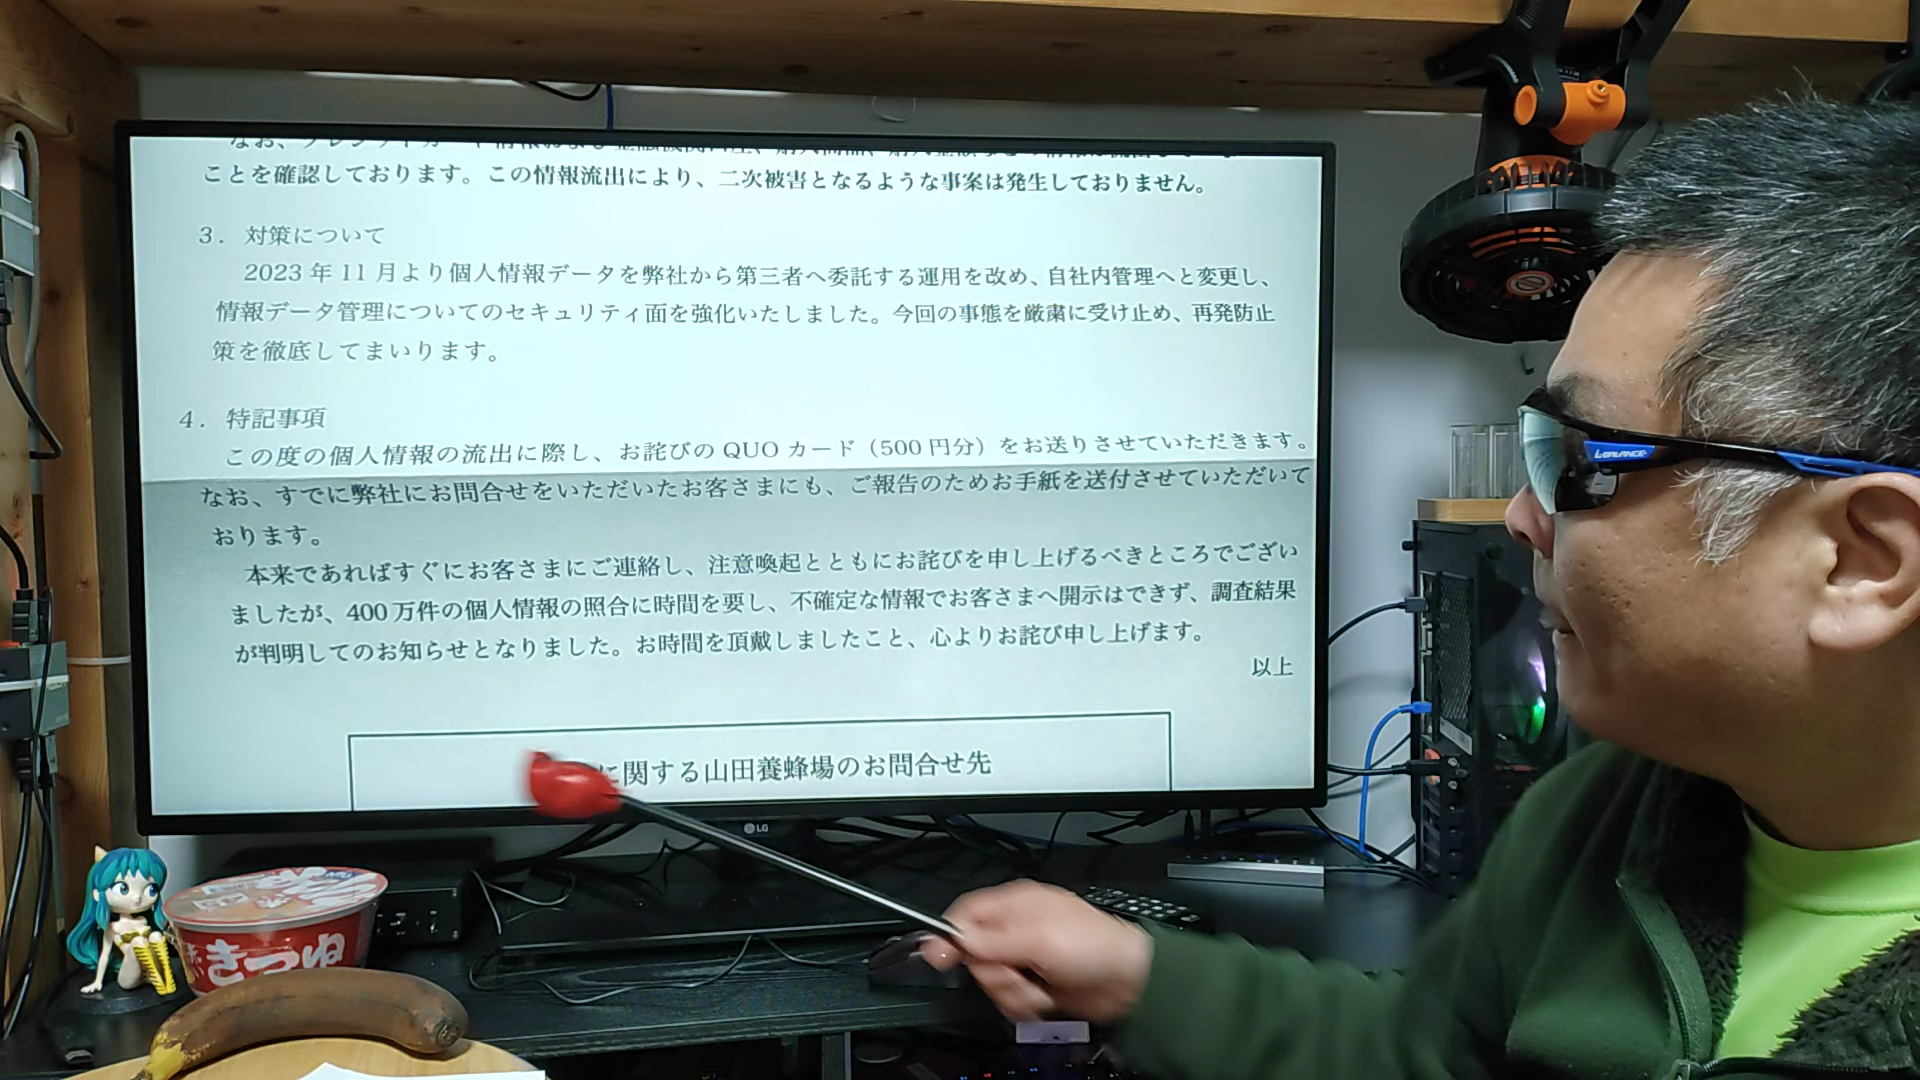 ことを確認しております。この情報流出により、二次被害となるような事案は発生しておりません。
3. 対策について
2023年11月より個人情報データを弊社から第三者へ委託する運用を改め、自社内管理へと変更し、
情報データ管理についてのセキュリティ面を強化いたしました。今回の事態を厳粛に受け止め、再発防止
策を徹底してまいります。
4. 特記事項
この度の個人情報の流出に際し、お詫びのQUOカード（500円分）をお送りさせていただきます。
なお、すでに弊社にお問合せをいただいたお客さまにも、ご報告のためお手紙を送付させていただいて
おります。
本来であればすぐにお客さまにご連絡し、注意喚起とともにお詫びを申し上げるべきところでござい
ましたが、400万件の個人情報の照合に時間を要し、不確定な情報でお客さまへ開示はできず、調査結果
が判明してのお知らせとなりました。お時間を頂戴しましたこと、心よりお詫び申し上げます。
以上
に関する山田養蜂場のお問合せ先
LG
L-BALANCE
赤いきつね